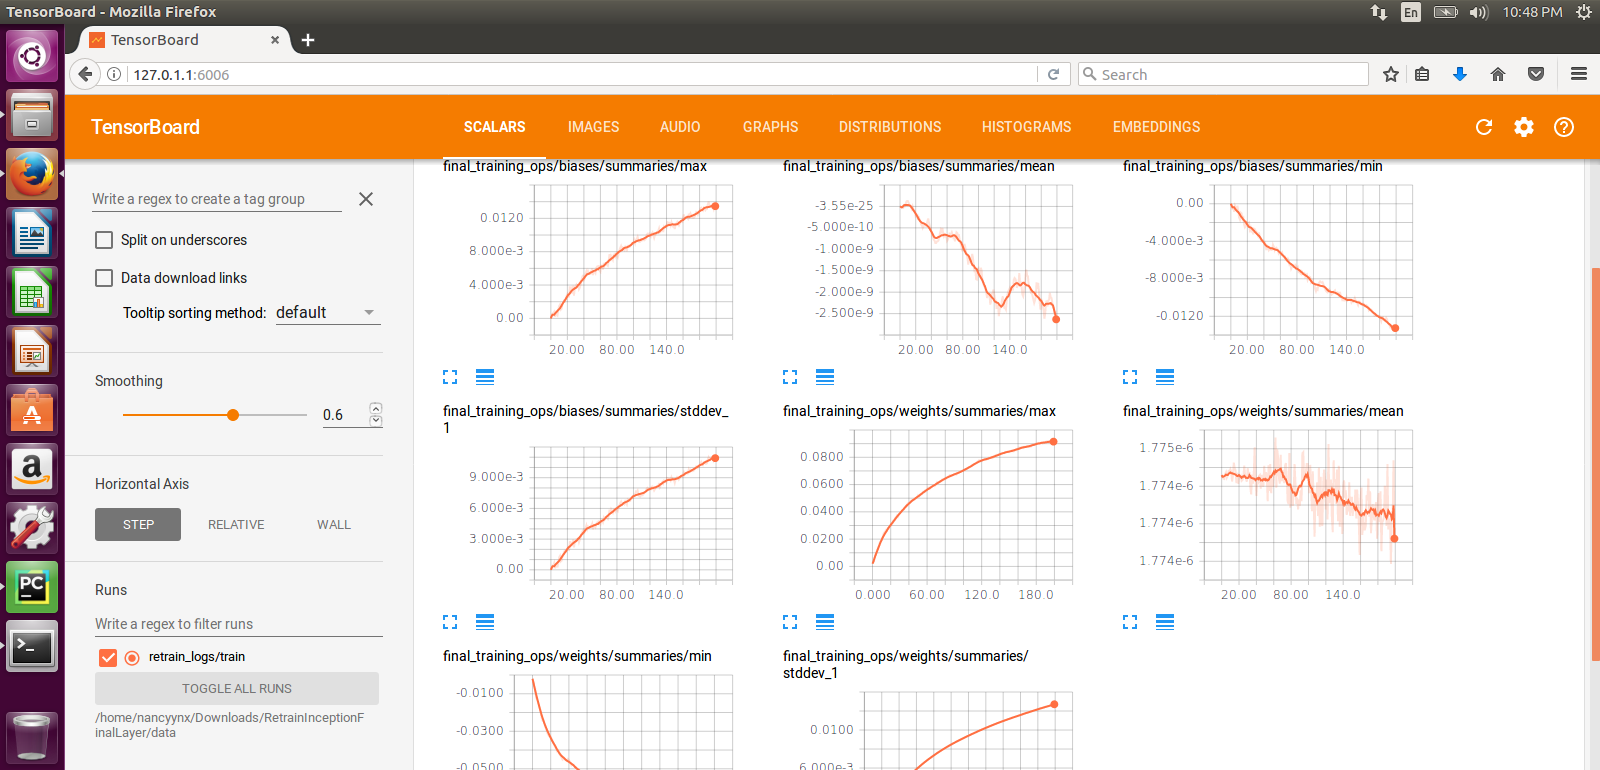 TensorBoard - Mozilla Firefox
En
10:48 PM
TensorBoard
127.0.1.1:6006
Search
TensorBoard
SCALARS
IMAGES
AUDIO
GRAPHS
DISTRIBUTIONS
HISTOGRAMS
EMBEDDINGS
Write a regex to create a tag group
Split on underscores
Data download links
Tooltip sorting method: default
Smoothing
0.6
Horizontal Axis
STEP
RELATIVE
WALL
Runs
Write a regex to filter runs
retrain_logs/train
TOGGLE ALL RUNS
/home/nancyynx/Downloads/RetrainInceptionF
inalLayer/data
final_training_ops/biases/summaries/max
0.0120
8.000e-3
4.000e-3
0.00
20.00 80.00 140.0
final_training_ops/biases/summaries/mean
-3.55e-25
-5.000e-10
-1.000e-9
-1.500e-9
-2.000e-9
-2.500e-9
20.00 80.00 140.0
final_training_ops/biases/summaries/min
0.00
-4.000e-3
-8.000e-3
-0.0120
20.00 80.00 140.0
final_training_ops/biases/summaries/stddev_
1
9.000e-3
6.000e-3
3.000e-3
0.00
20.00 80.00 140.0
final_training_ops/weights/summaries/max
0.0800
0.0600
0.0400
0.0200
0.00
0.000 60.00 120.0 180.0
final_training_ops/weights/summaries/mean
1.775e-6
1.774e-6
1.774e-6
1.774e-6
20.00 80.00 140.0
final_training_ops/weights/summaries/min
-0.0100
-0.0300
-0.0500
final_training_ops/weights/summaries/
stddev_1
0.0100
6.000e-3
PC
a
A
>_